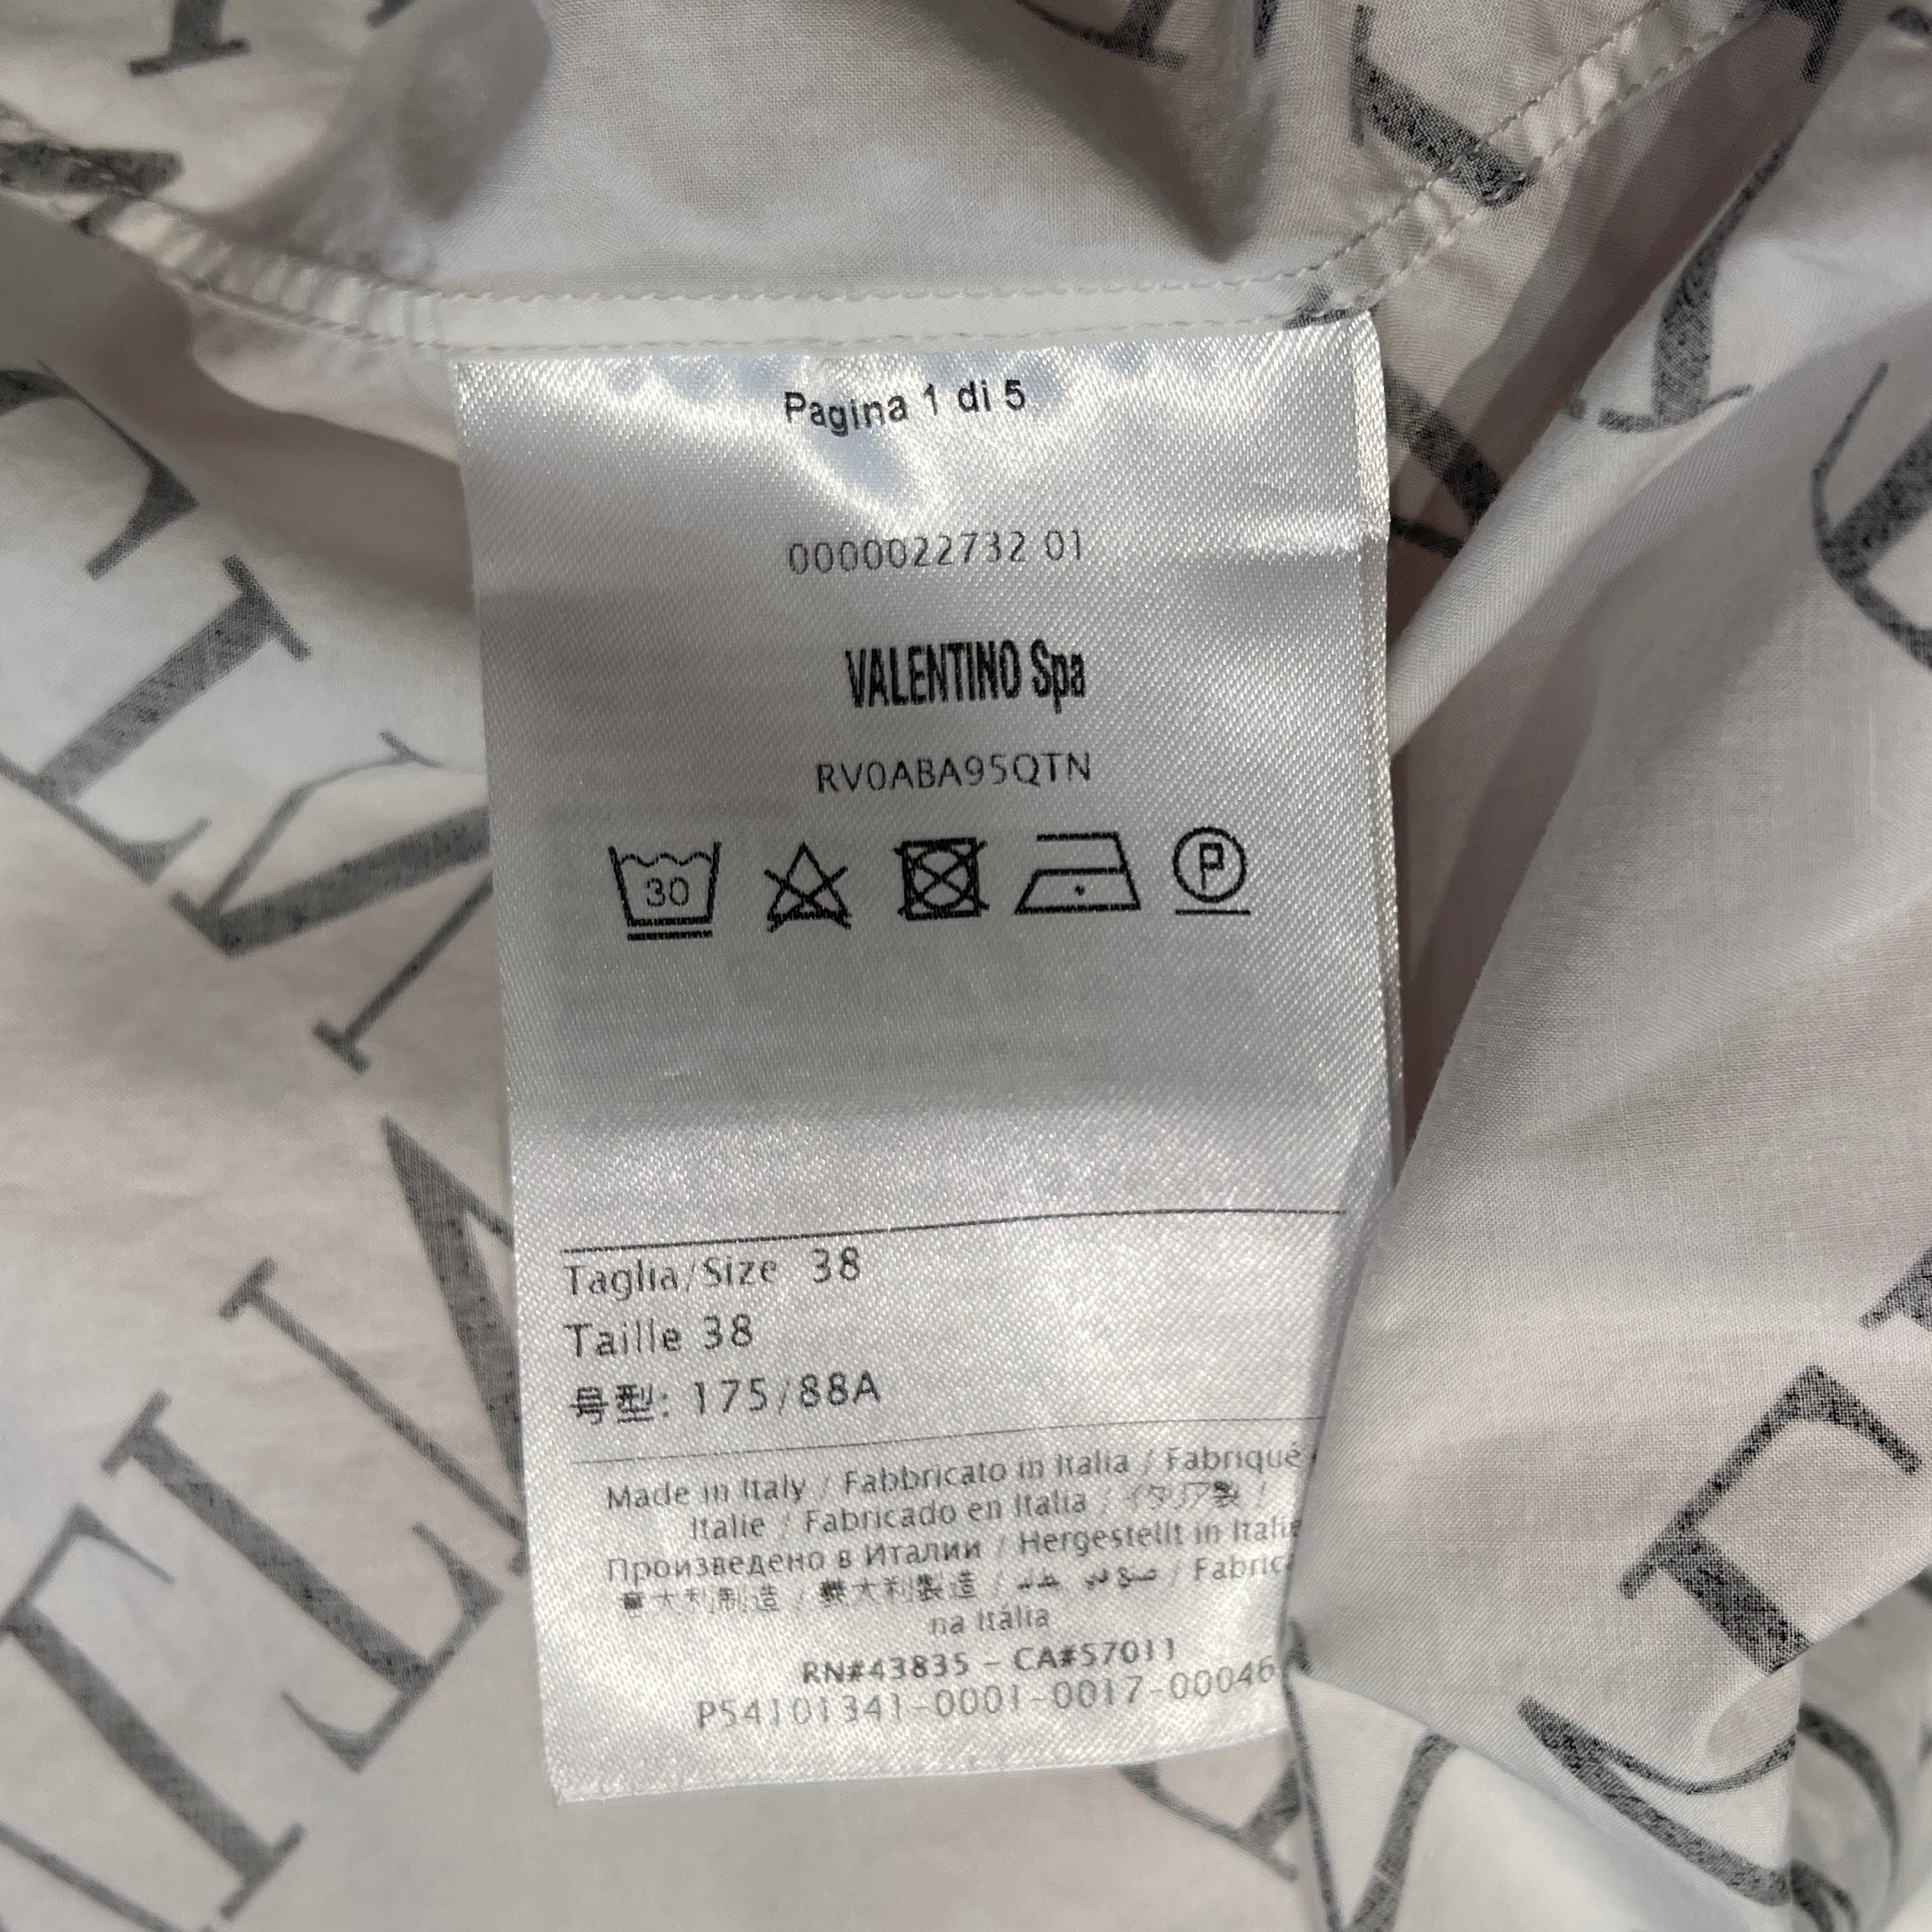 Pagina 1 di 5
0000022732 01
VALENTINO Spa
RV0ABA95QTN
30
P
Taglia/Size 38
Taille 38
号型: 175/88A
Made in Italy / Fabbricato in Italia / Fabriqué
Italie / Fabricado en Italia / イタリア製 /
Произведено в Италии / Hergestellt in Italie
意大利制造 / 義大利製造 / / Fabrica
na Itália
RN#43835 – CA#57011
P54101341-0001-0017-00046